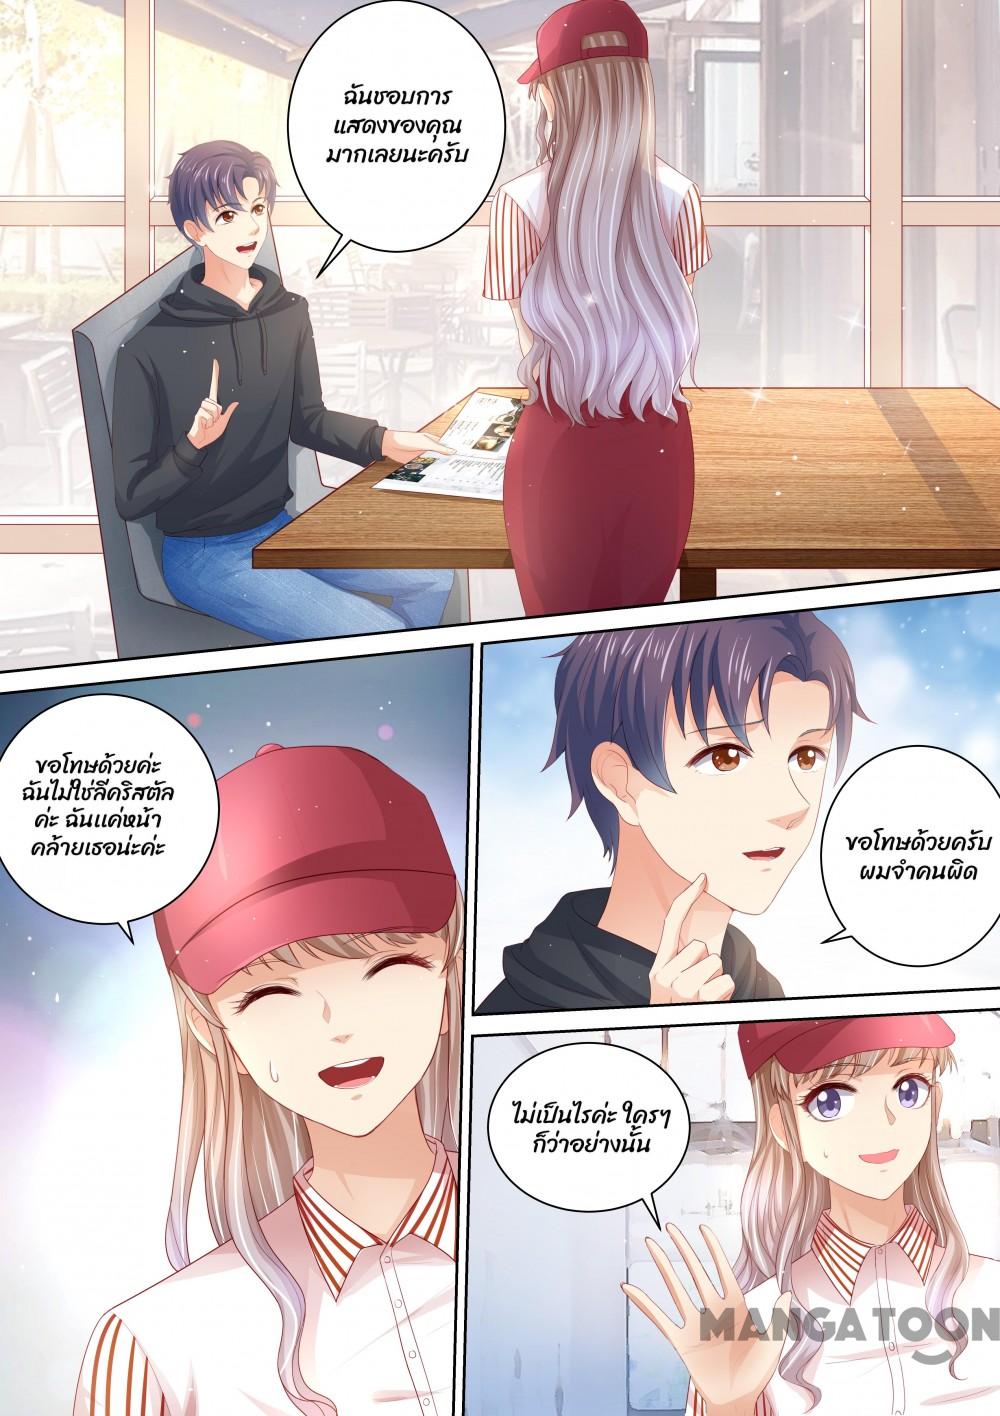 ฉันชอบการ
แสดงของคุณ
มากเลยนะครับ
ขอโทษด้วยค่ะ
ฉันไม่ใช่ลีคริสตัล
ค่ะ ฉันแค่หน้า
คล้ายเธอน่ะค่ะ
ขอโทษด้วยครับ
ผมจำคนผิด
ไม่เป็นไรค่ะ ใครๆ
ก็ว่าอย่างนั้น
MANGATOON